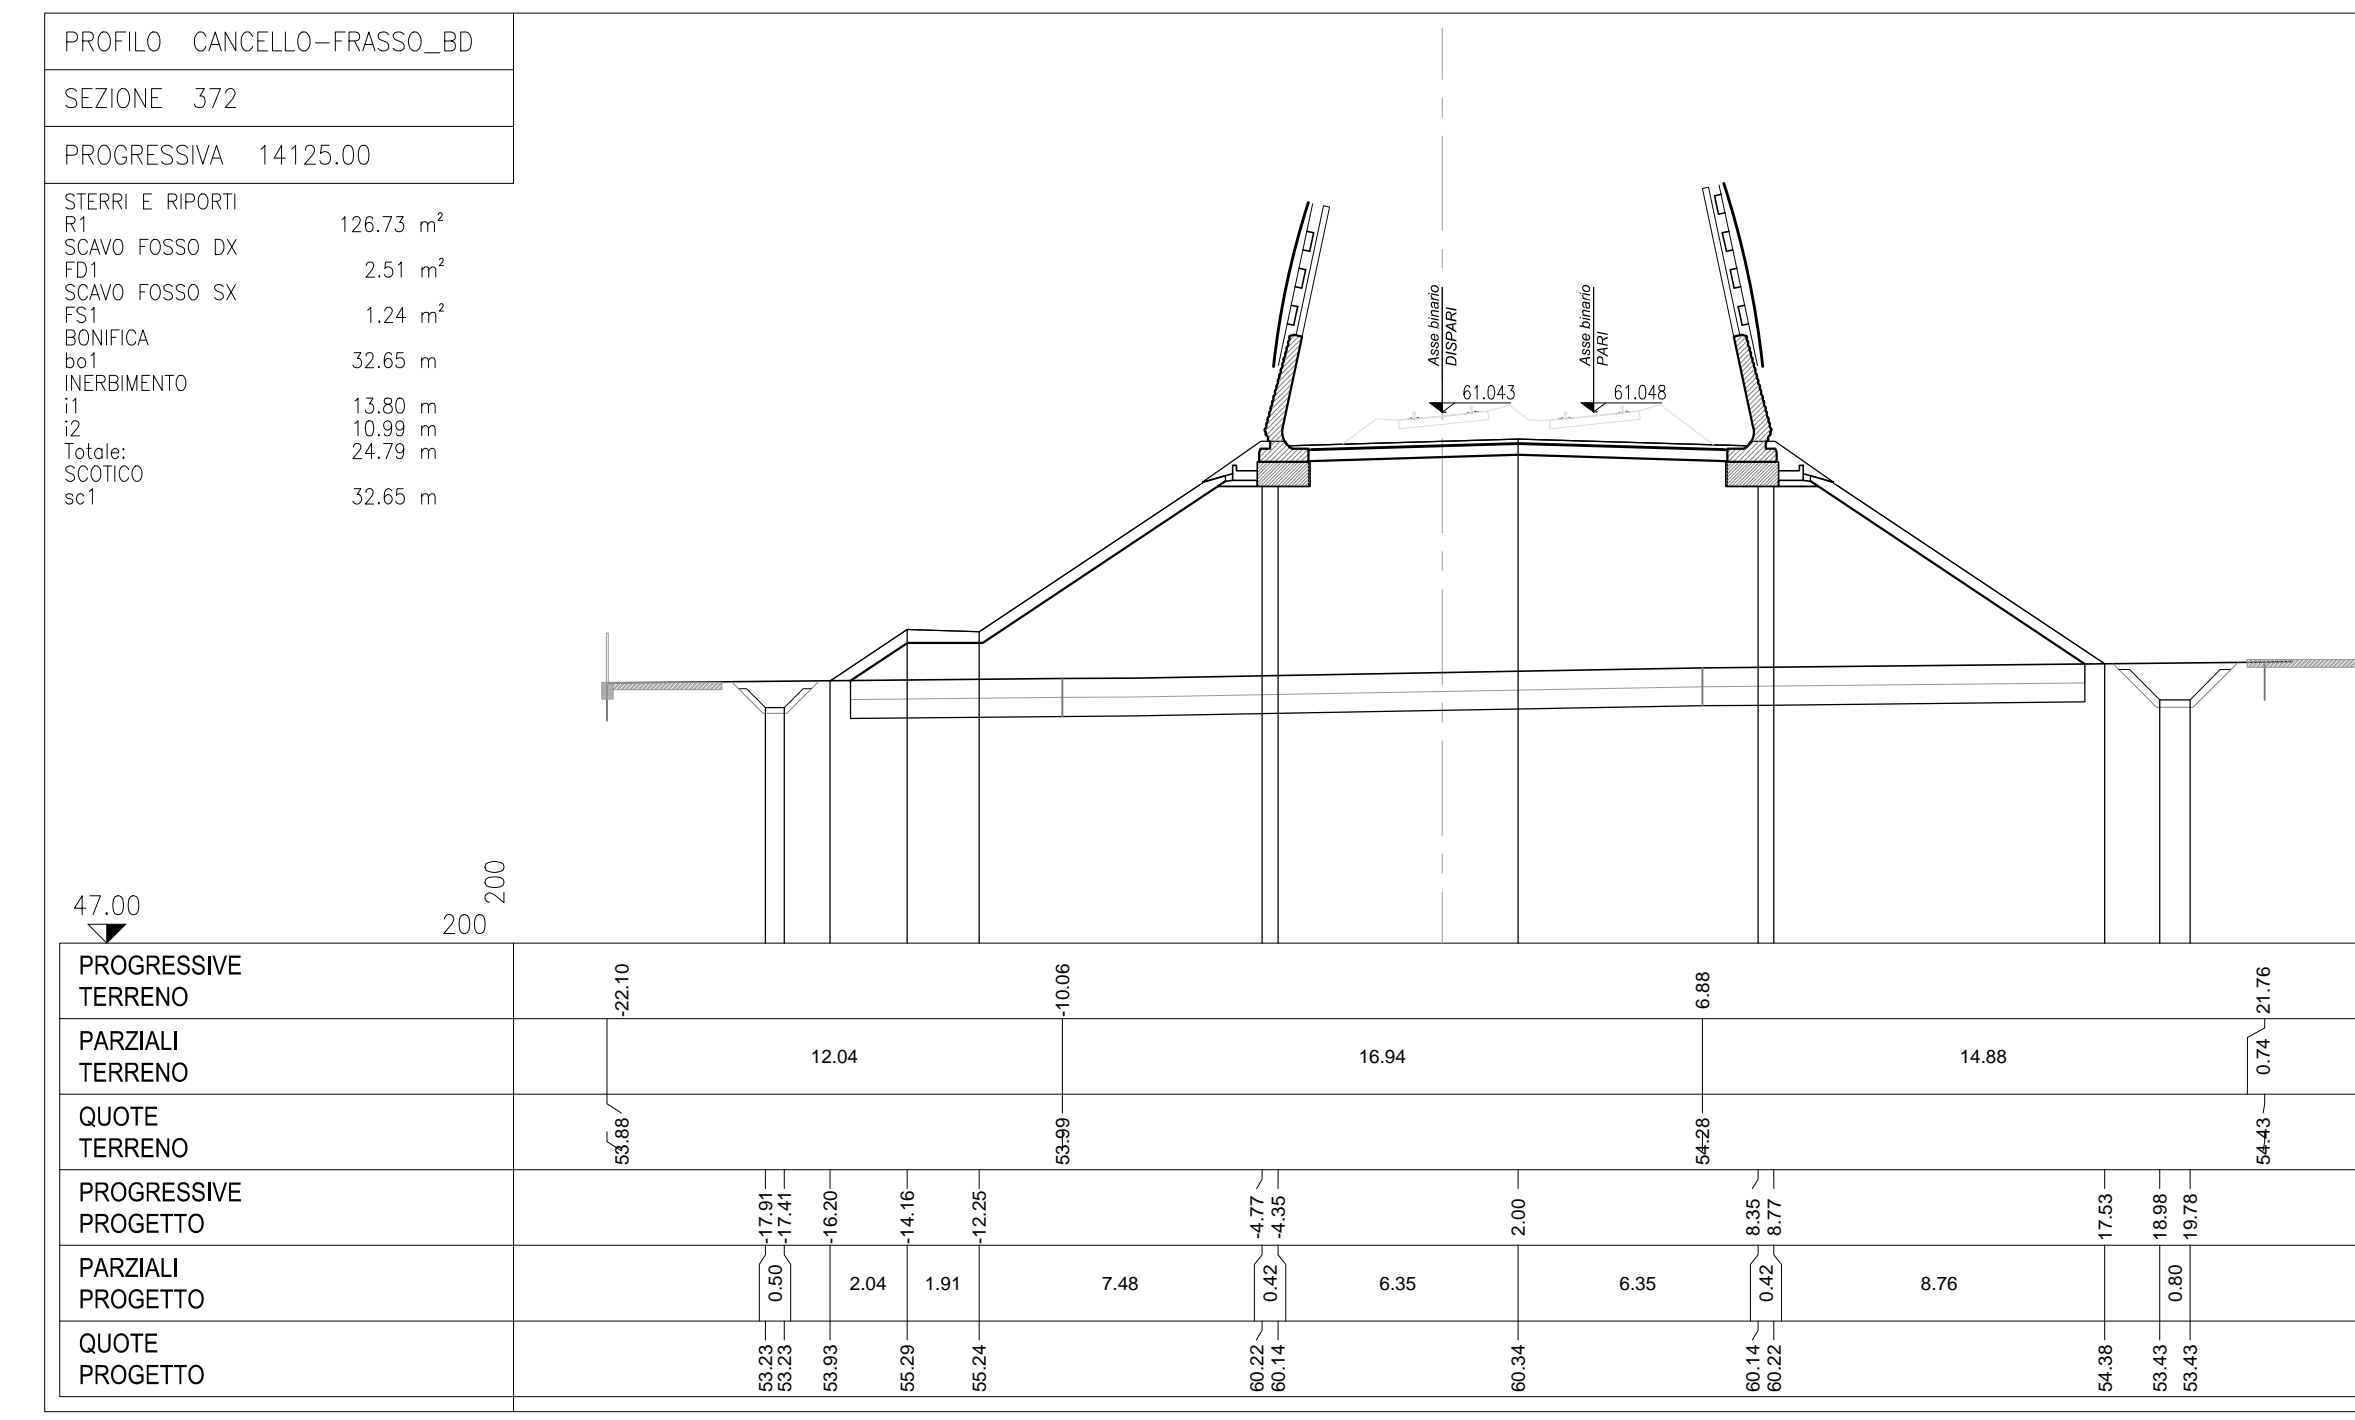 PROFILO CANCELLO-FRASSO_BD
SEZIONE 372
PROGRESSIVA 14125.00
STERRI E RIPORTI
R1 126.73 m²
SCAVO FOSSO DX
FD1 2.51 m²
SCAVO FOSSO SX
FS1 1.24 m²
BONIFICA
bo1 32.65 m
INERBIMENTO
i1 13.80 m
i2 10.99 m
Totale: 24.79 m
SCOTICO
sc1 32.65 m
Asse binario
DISPARI
61.043
Asse binario
PARI
61.048
47.00
200
200
PROGRESSIVE
TERRENO
-22.10 -10.06 6.88 21.76
PARZIALI
TERRENO
12.04 16.94 14.88 0.74
QUOTE
TERRENO
53.88 53.99 54.28 54.43
PROGRESSIVE
PROGETTO
-17.91 -17.41 -16.20 -14.16 -12.25 -4.77 -4.35 2.00 8.35 8.77 17.53 18.98 19.78
PARZIALI
PROGETTO
0.50 2.04 1.91 7.48 0.42 6.35 6.35 0.42 8.76 0.80
QUOTE
PROGETTO
53.23 53.23 53.93 55.29 55.24 60.22 60.14 60.34 60.14 60.22 54.38 53.43 53.43